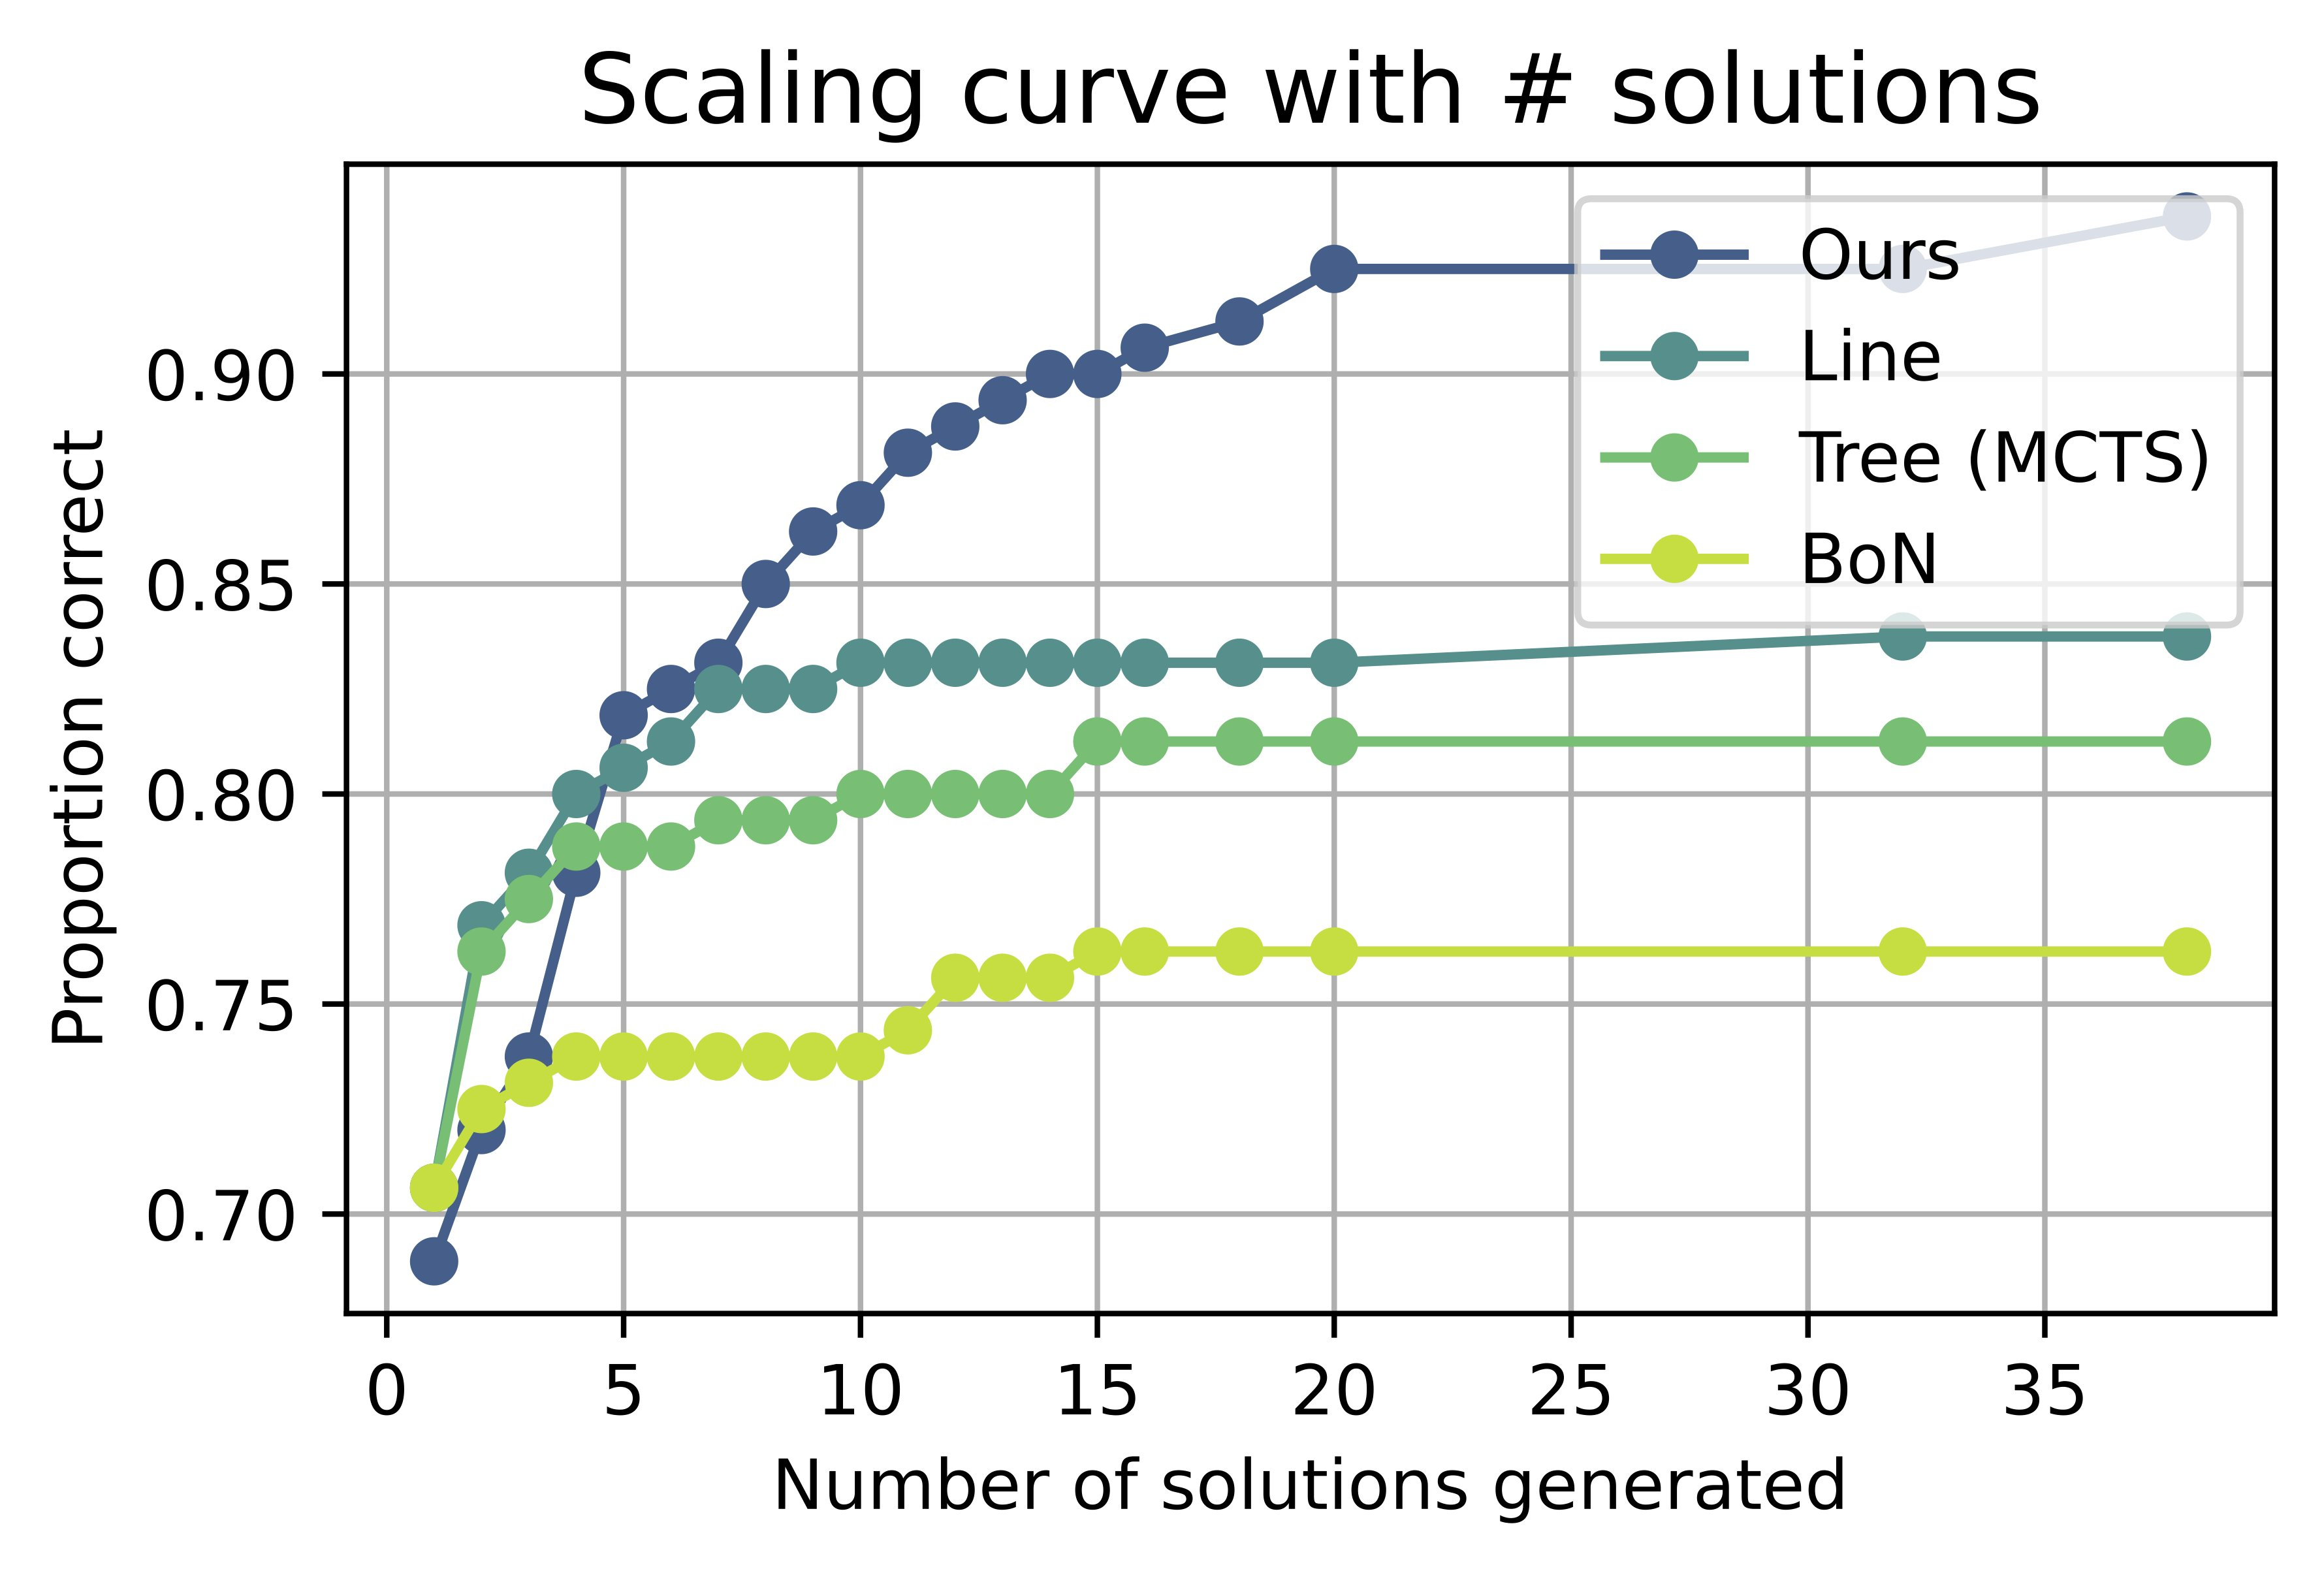 Scaling curve with # solutions
Ours
Line
Tree (MCTS)
BoN
0.90
0.85
0.80
0.75
0.70
Proportion correct
0 5 10 15 20 25 30 35
Number of solutions generated